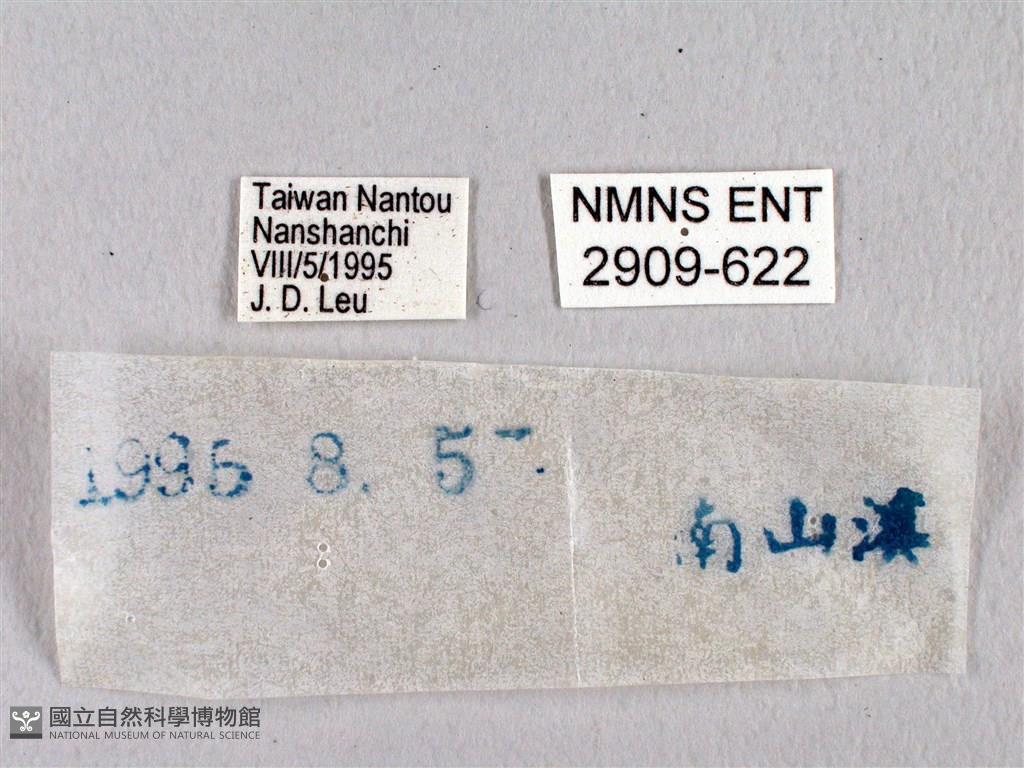 Taiwan Nantou
Nanshanchi
VIII/5/1995
J. D. Leu
NMNS ENT
2909-622
1995 8. 5
南山溪
國立自然科學博物館
NATIONAL MUSEUM OF NATURAL SCIENCE